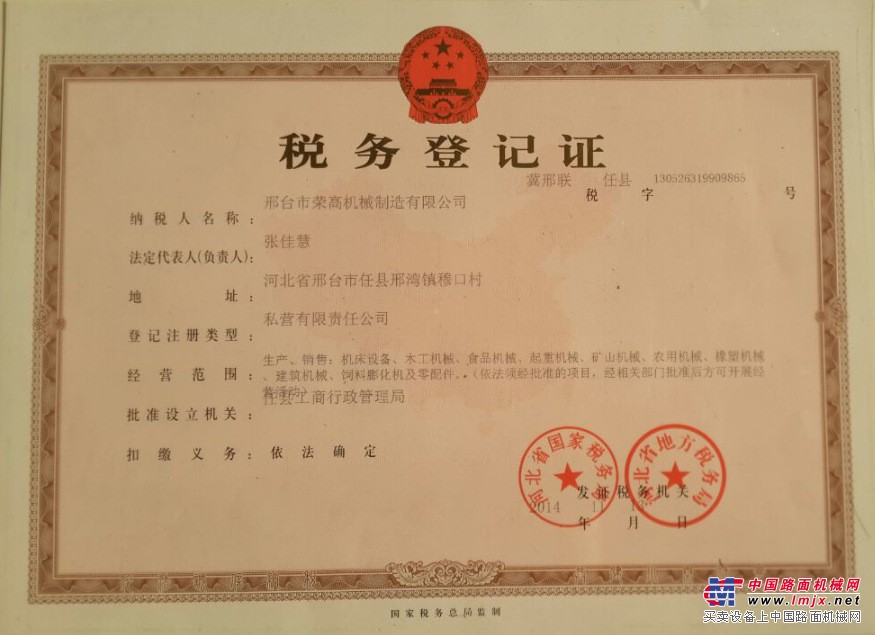 税务登记证
冀邢联 任县 130526319909865
税 字 号
邢台市荣高机械制造有限公司
纳税人名称：
张佳慧
法定代表人(负责人)：
河北省邢台市任县邢湾镇穆口村
地 址：
私营有限责任公司
登记注册类型：
生产、销售：机床设备、木工机械、食品机械、起重机械、矿山机械、农用机械、橡塑机械
经营范围：
、建筑机械、饲料膨化机及零配件。（依法须经批准的项目，经相关部门批准后方可开展经
营活动）
任县工商行政管理局
批准设立机关：
扣缴义务：依法确定
河北省国家税务局
河北省地方税务局
发证税务机关
2014 11
年 月 日
国家税务总局监制
中国路面机械网
www.lmjx.net
买卖设备上中国路面机械网